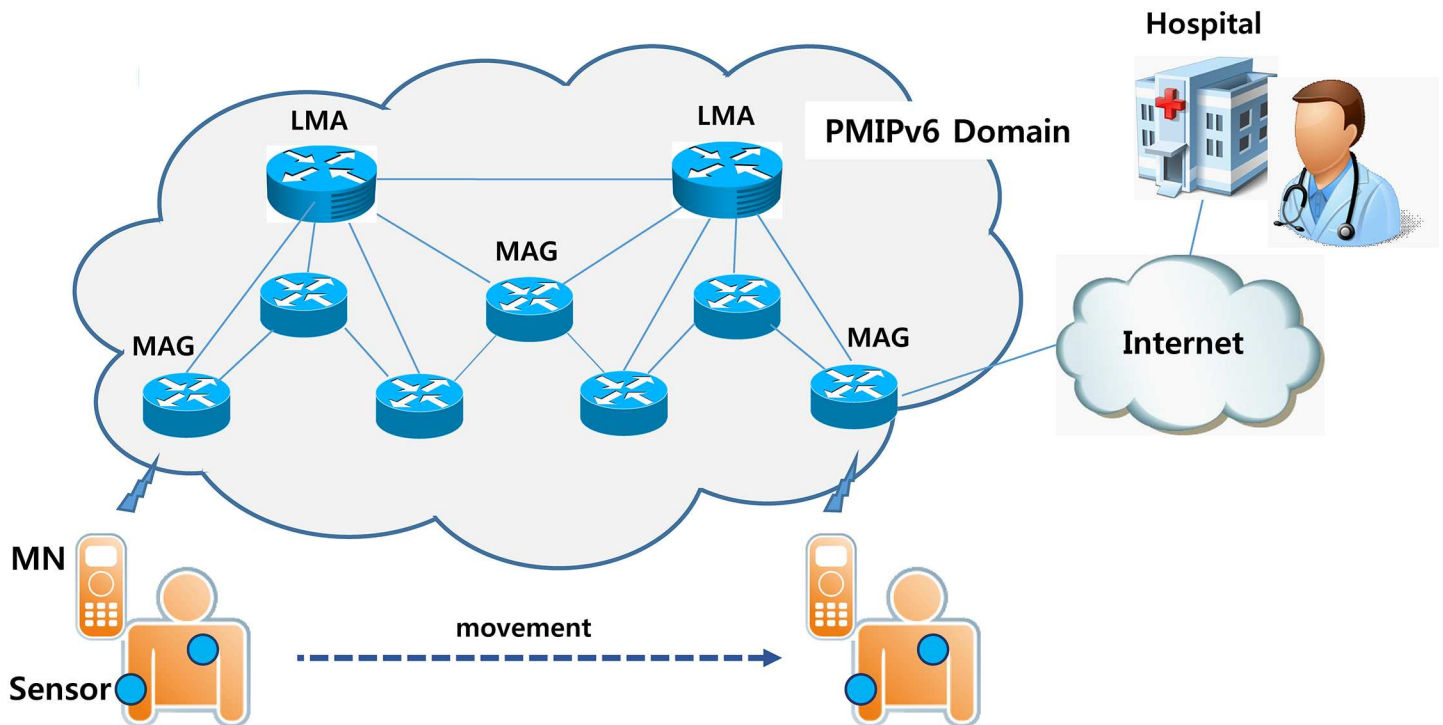 Hospital
LMA
LMA
PMIPv6 Domain
MAG
MAG
MAG
Internet
MN
movement
Sensor